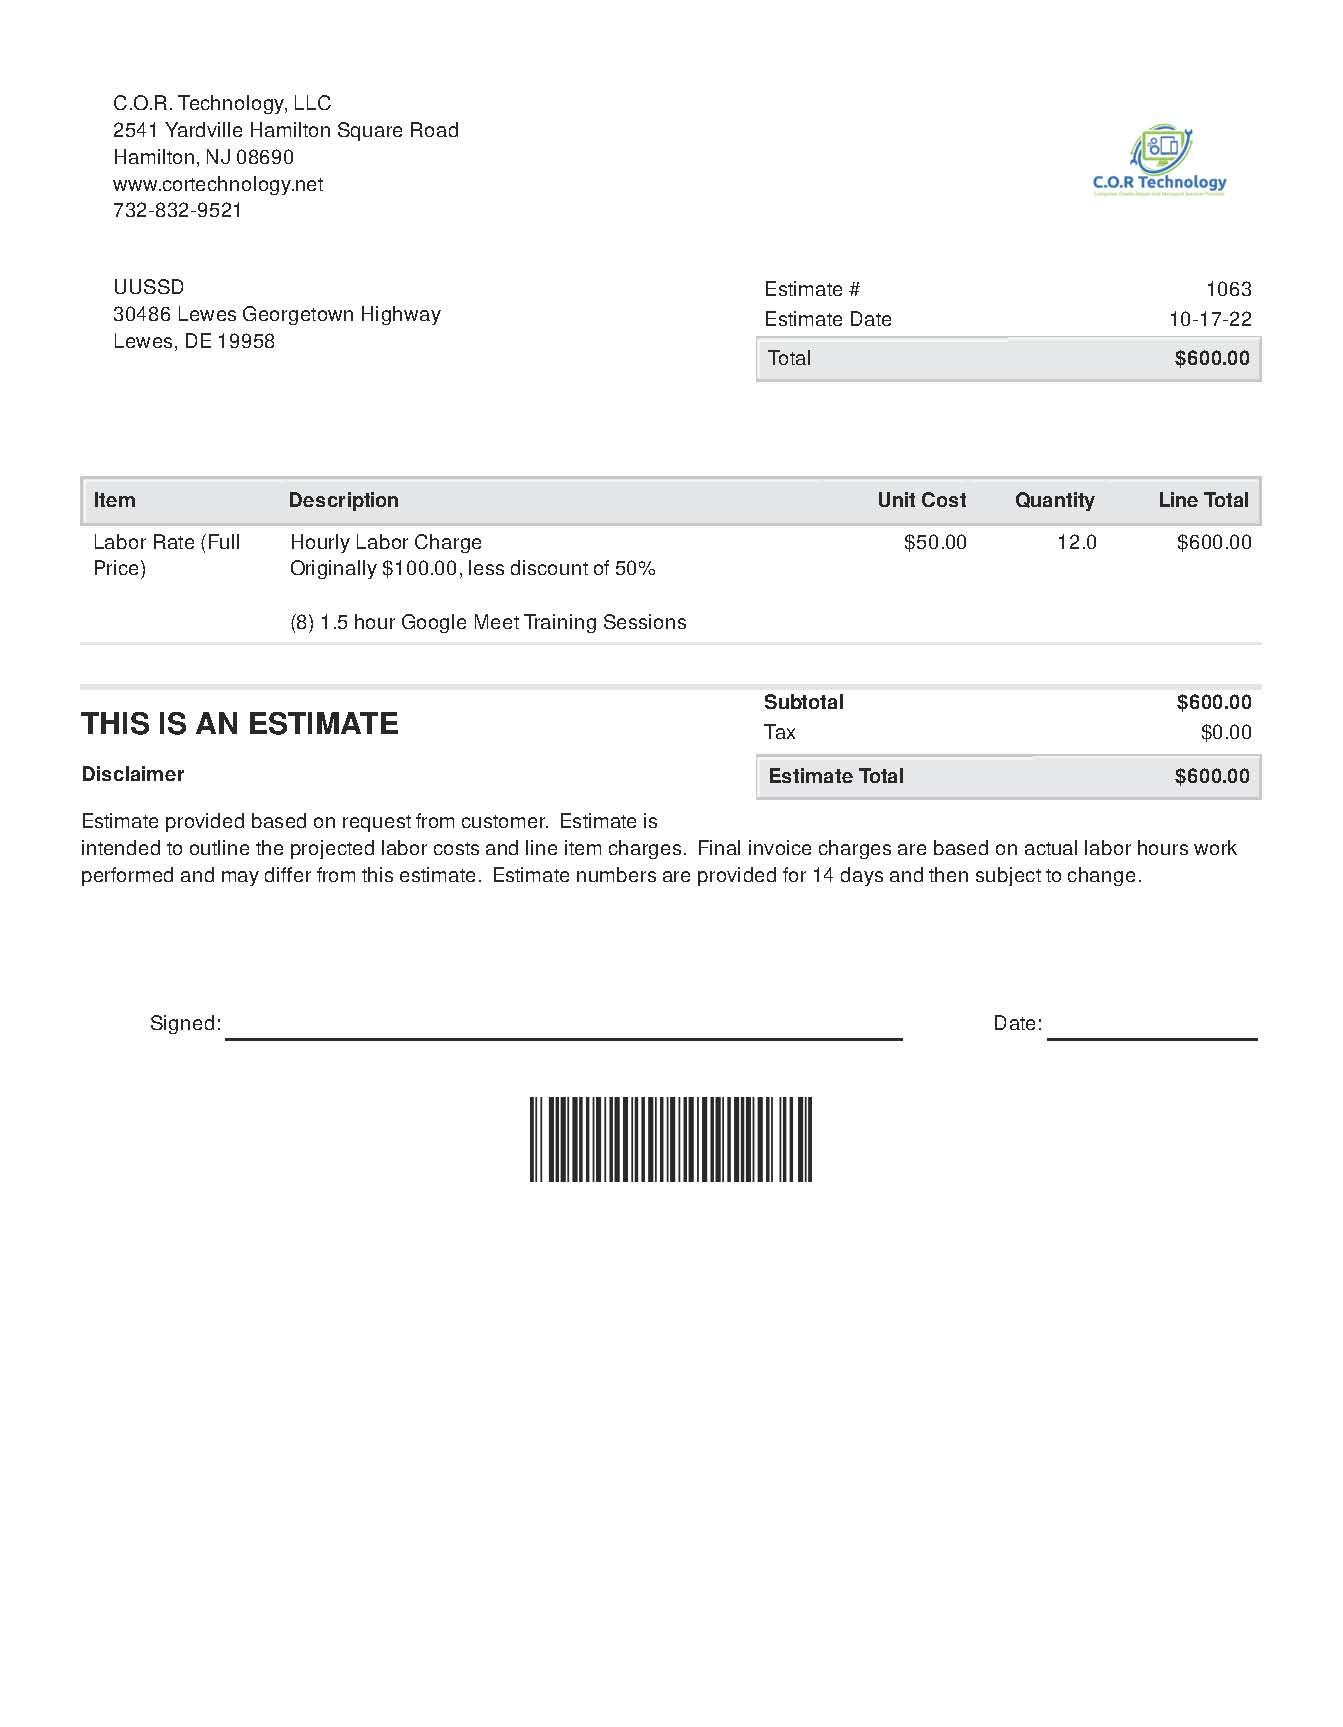 C.O.R. Technology, LLC
2541 Yardville Hamilton Square Road
Hamilton, NJ 08690
www.cortechnology.net
732-832-9521
C.O.R Technology
UUSSD
30486 Lewes Georgetown Highway
Lewes, DE 19958
Estimate # 1063
Estimate Date 10-17-22
Total $600.00
Item Description Unit Cost Quantity Line Total
Labor Rate (Full Hourly Labor Charge $50.00 12.0 $600.00
Price) Originally $100.00, less discount of 50%
(8) 1.5 hour Google Meet Training Sessions
Subtotal $600.00
THIS IS AN ESTIMATE
Tax $0.00
Disclaimer
Estimate Total $600.00
Estimate provided based on request from customer.  Estimate is
intended to outline the projected labor costs and line item charges.  Final invoice charges are based on actual labor hours work
performed and may differ from this estimate.  Estimate numbers are provided for 14 days and then subject to change.
Signed: Date: